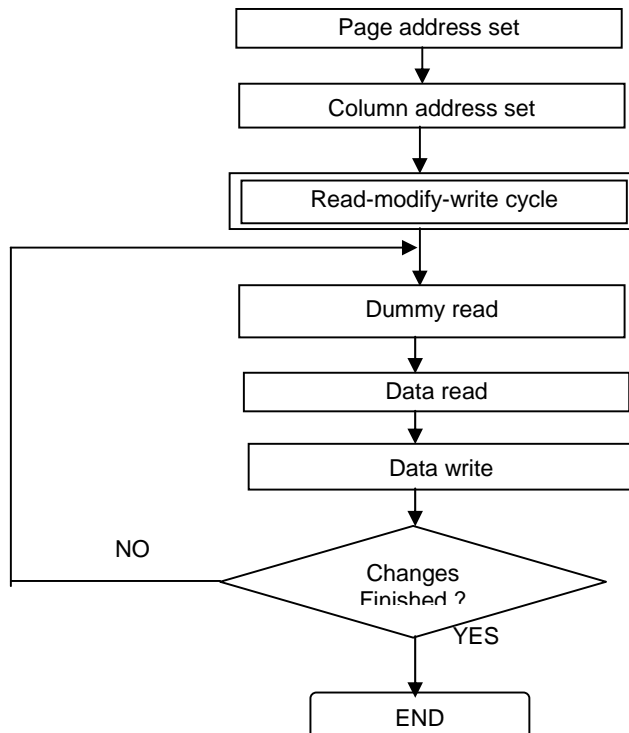 Page address set
Column address set
Read-modify-write cycle
Dummy read
Data read
Data write
NO
Changes
Finished ?
YES
END